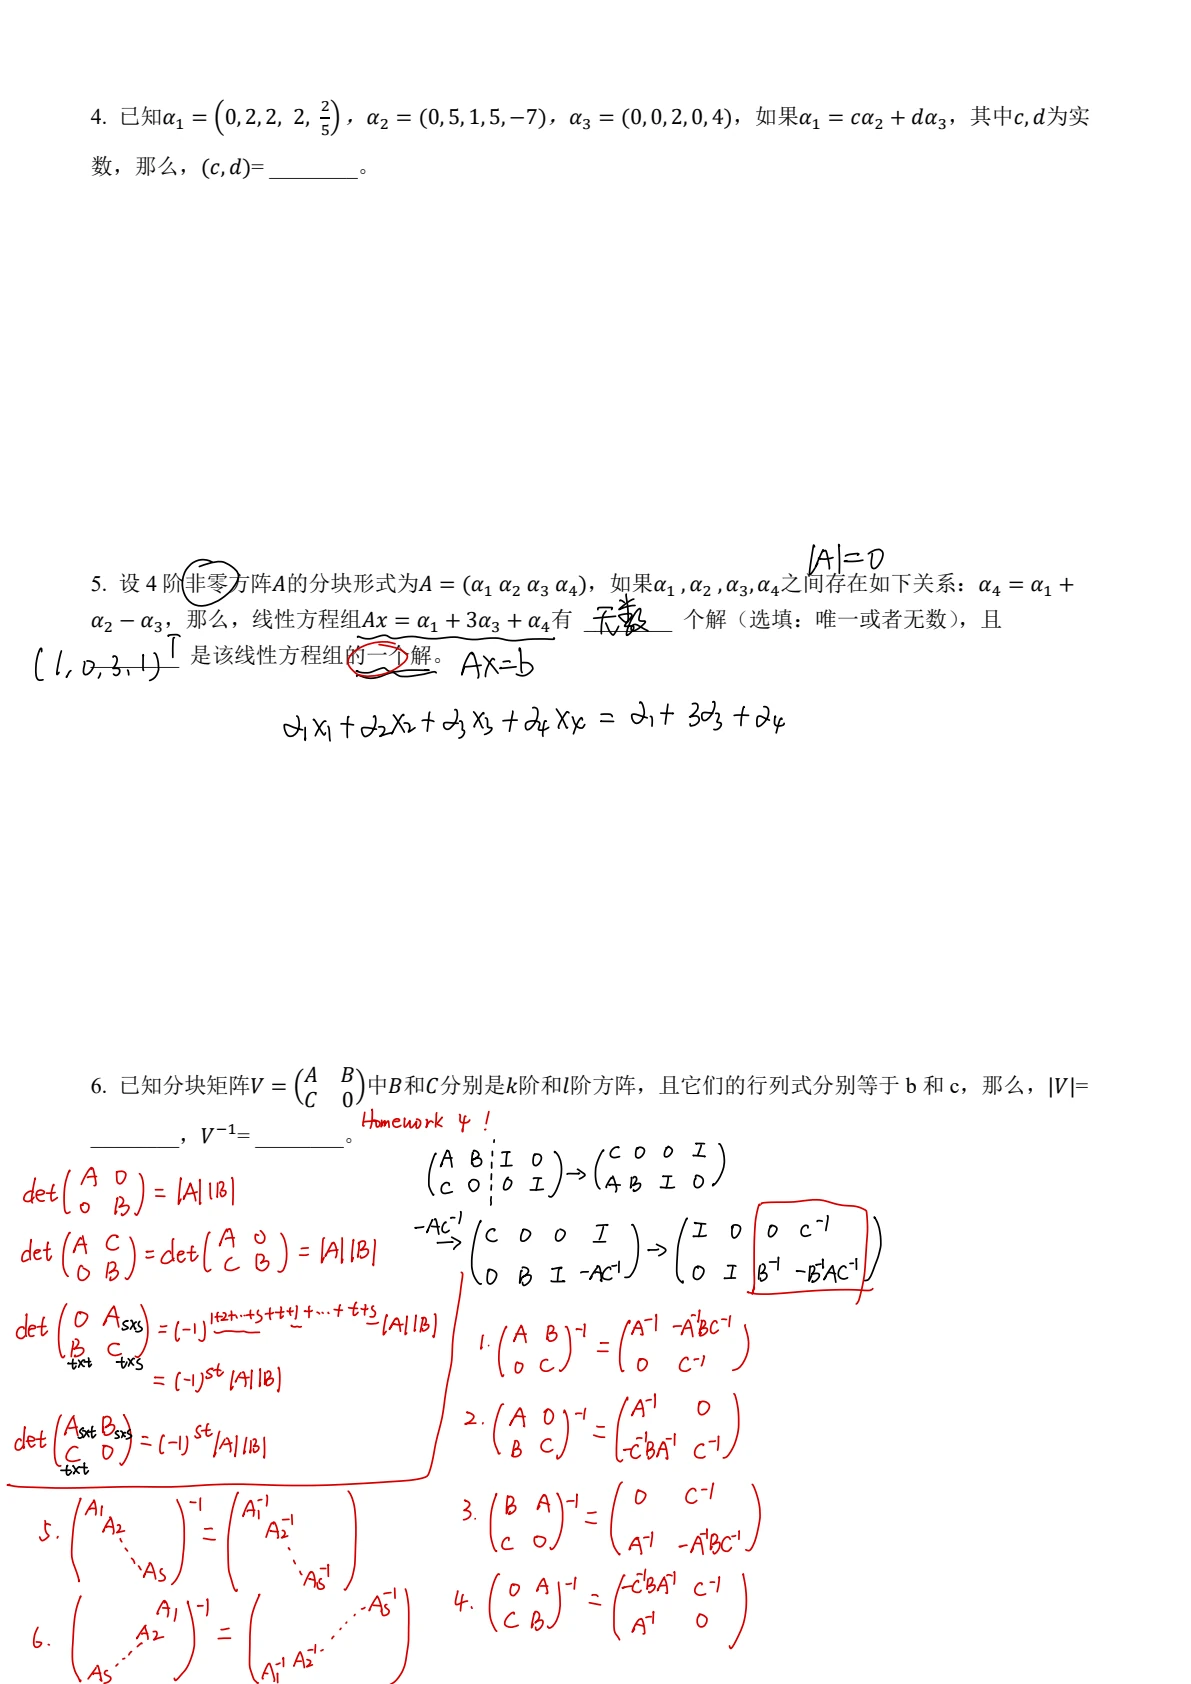 4. 已知α₁ = (0, 2, 2, 2, 2/5)，α₂ = (0, 5, 1, 5, −7)，α₃ = (0, 0, 2, 0, 4)，如果α₁ = cα₂ + dα₃，其中c, d为实
数，那么，(c, d)= ________。
|A|=0
5. 设 4 阶非零方阵A的分块形式为A = (α₁ α₂ α₃ α₄)，如果α₁ , α₂ , α₃, α₄之间存在如下关系：α₄ = α₁ +
α₂ − α₃，那么，线性方程组Ax = α₁ + 3α₃ + α₄有 无数 个解（选填：唯一或者无数），且
(1, 0, 3, 1)ᵀ 是该线性方程组的一个解。 AX=b
α₁x₁ + α₂x₂ + α₃x₃ + α₄x₄ = α₁ + 3α₃ + α₄
6. 已知分块矩阵V = (A B; C 0)中B和C分别是k阶和l阶方阵，且它们的行列式分别等于 b 和 c，那么，|V|=
________，V⁻¹= ________。 Homework 4 !
(A B I 0; C 0 0 I) → (C 0 0 I; A B I 0)
-AC⁻¹ → (C 0 0 I; 0 B I -AC⁻¹) → (I 0 0 C⁻¹; 0 I B⁻¹ -B⁻¹AC⁻¹)
det(A 0; 0 B) = |A||B|
det(A C; 0 B) = det(A 0; C B) = |A||B|
det(0 A s×s; B t×t C t×s) = (-1)^(1+2+…+s+t+1+…+t+s) |A||B|
= (-1)^(st) |A||B|
det(A s×t B s×s; C t×t 0) = (-1)^(st) |A||B|
1. (A B; 0 C)⁻¹ = (A⁻¹ -A⁻¹BC⁻¹; 0 C⁻¹)
2. (A 0; B C)⁻¹ = (A⁻¹ 0; -C⁻¹BA⁻¹ C⁻¹)
3. (B A; C 0)⁻¹ = (0 C⁻¹; A⁻¹ -A⁻¹BC⁻¹)
4. (0 A; C B)⁻¹ = (-C⁻¹BA⁻¹ C⁻¹; A⁻¹ 0)
5. (A₁ A₂ ⋱ As)⁻¹ = (A₁⁻¹ A₂⁻¹ ⋱ As⁻¹)
6. (A₁ A₂ ⋰ As)⁻¹ = (As⁻¹ ⋰ A₂⁻¹ A₁⁻¹)